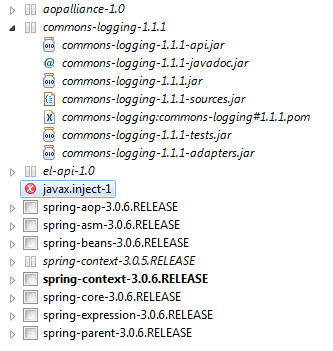 aopalliance-1.0
commons-logging-1.1.1
commons-logging-1.1.1-api.jar
commons-logging-1.1.1-javadoc.jar
commons-logging-1.1.1.jar
commons-logging-1.1.1-sources.jar
commons-logging:commons-logging#1.1.1.pom
commons-logging-1.1.1-tests.jar
commons-logging-1.1.1-adapters.jar
el-api-1.0
javax.inject-1
spring-aop-3.0.6.RELEASE
spring-asm-3.0.6.RELEASE
spring-beans-3.0.6.RELEASE
spring-context-3.0.5.RELEASE
spring-context-3.0.6.RELEASE
spring-core-3.0.6.RELEASE
spring-expression-3.0.6.RELEASE
spring-parent-3.0.6.RELEASE